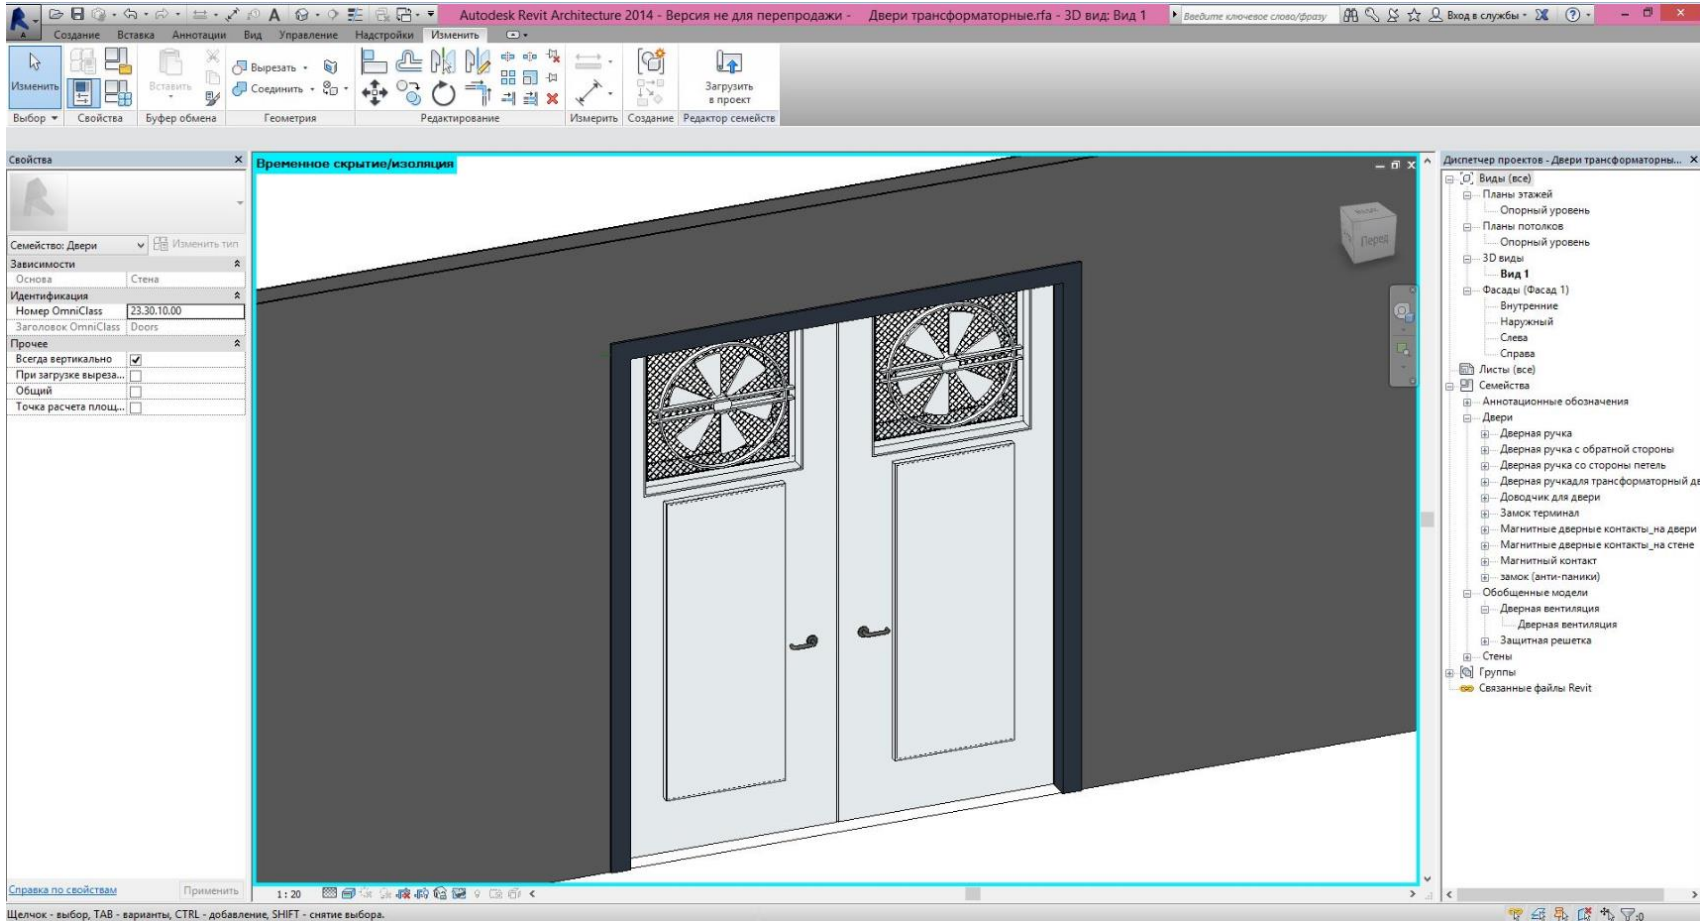 Autodesk Revit Architecture 2014 - Версия не для перепродажи - Двери трансформаторные.rfa - 3D вид: Вид 1
Введите ключевое слово/фразу
Вход в службы
Создание Вставка Аннотации Вид Управление Надстройки Изменить
Изменить
Вставить
Вырезать
Соединить
Загрузить
в проект
Выбор Свойства Буфер обмена Геометрия Редактирование Измерить Создание Редактор семейств
Свойства
Семейство: Двери
Изменить тип
Зависимости
Основа Стена
Идентификация
Номер OmniClass 23.30.10.00
Заголовок OmniClass Doors
Прочее
Всегда вертикально
При загрузке выреза...
Общий
Точка расчета площ...
Справка по свойствам
Применить
Временное скрытие/изоляция
Перед
1 : 20
Диспетчер проектов - Двери трансформаторны...
Виды (все)
Планы этажей
Опорный уровень
Планы потолков
Опорный уровень
3D виды
Вид 1
Фасады (Фасад 1)
Внутренние
Наружный
Слева
Справа
Листы (все)
Семейства
Аннотационные обозначения
Двери
Дверная ручка
Дверная ручка с обратной стороны
Дверная ручка со стороны петель
Дверная ручкадля трансформаторный дв
Доводчик для двери
Замок терминал
Магнитные дверные контакты_на двери
Магнитные дверные контакты_на стене
Магнитный контакт
замок (анти-паники)
Обобщенные модели
Дверная вентиляция
Дверная вентиляция
Защитная решетка
Стены
Группы
Связанные файлы Revit
Щелчок - выбор, TAB - варианты, CTRL - добавление, SHIFT - снятие выбора.
:0